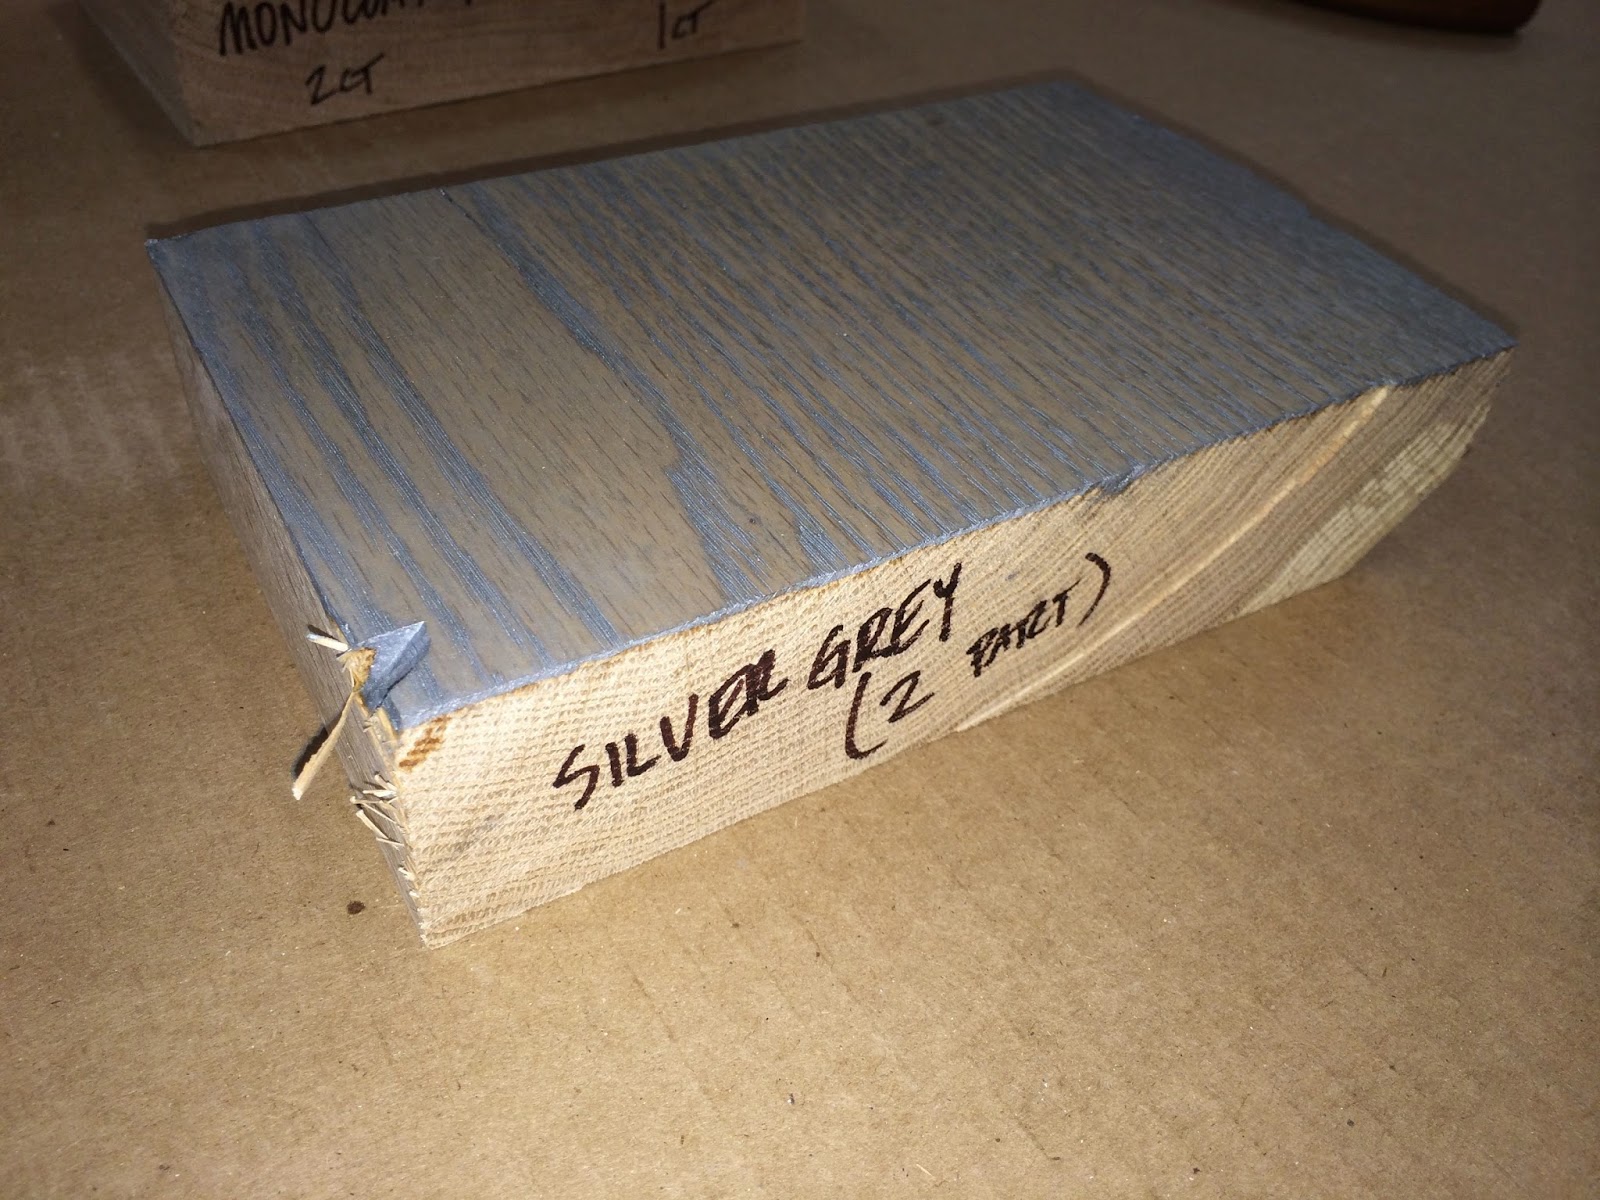 2CT
1CT
SILVER GREY
(2 PART)